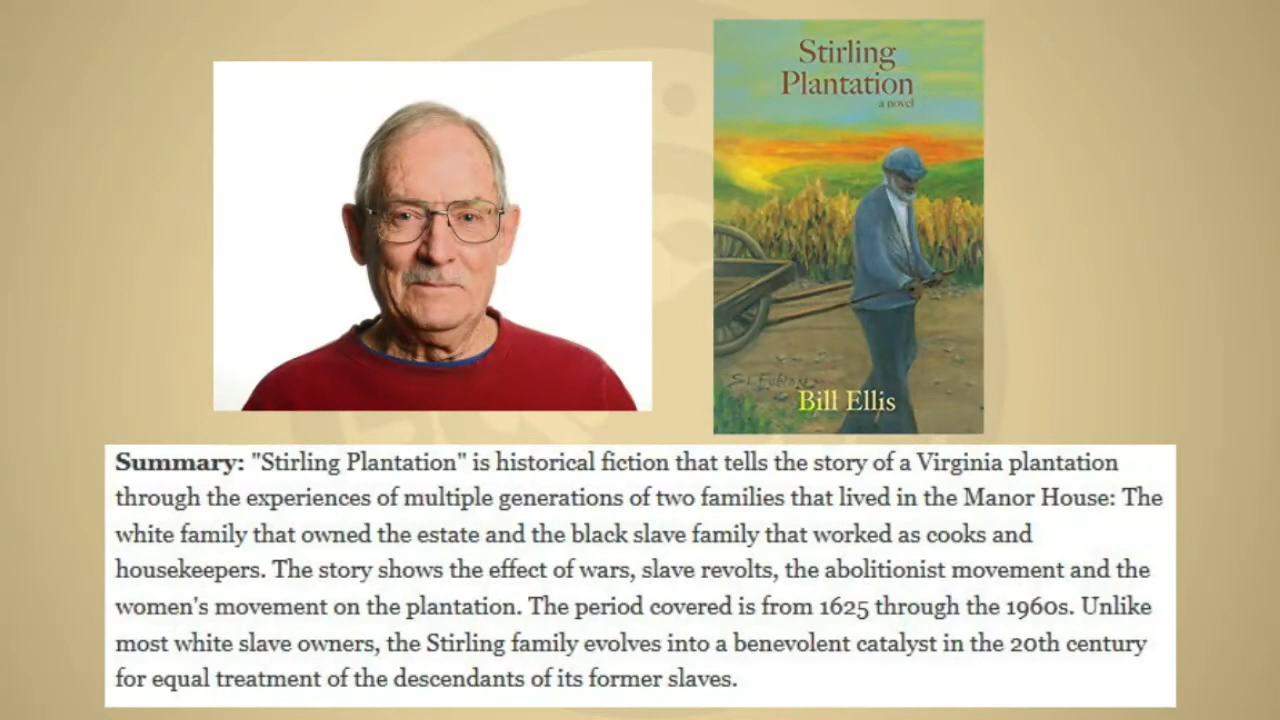 Stirling
Plantation
a novel
Bill Ellis
Summary: "Stirling Plantation" is historical fiction that tells the story of a Virginia plantation
through the experiences of multiple generations of two families that lived in the Manor House: The
white family that owned the estate and the black slave family that worked as cooks and
housekeepers. The story shows the effect of wars, slave revolts, the abolitionist movement and the
women's movement on the plantation. The period covered is from 1625 through the 1960s. Unlike
most white slave owners, the Stirling family evolves into a benevolent catalyst in the 20th century
for equal treatment of the descendants of its former slaves.